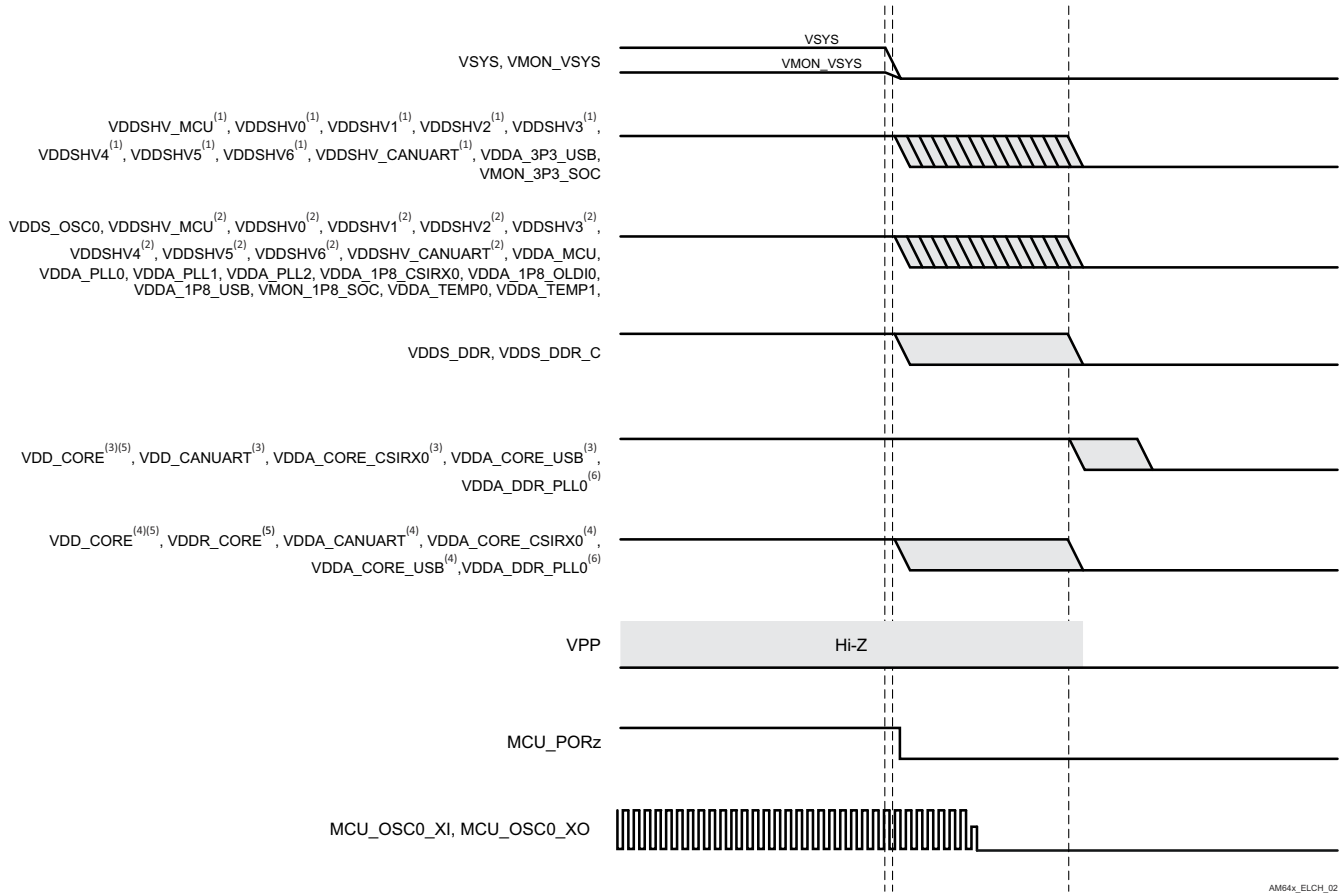 VSYS
VSYS, VMON_VSYS
VMON_VSYS
VDDSHV_MCU(1), VDDSHV0(1), VDDSHV1(1), VDDSHV2(1), VDDSHV3(1),
VDDSHV4(1), VDDSHV5(1), VDDSHV6(1), VDDSHV_CANUART(1), VDDA_3P3_USB,
VMON_3P3_SOC
VDDS_OSC0, VDDSHV_MCU(2), VDDSHV0(2), VDDSHV1(2), VDDSHV2(2), VDDSHV3(2),
VDDSHV4(2), VDDSHV5(2), VDDSHV6(2), VDDSHV_CANUART(2), VDDA_MCU,
VDDA_PLL0, VDDA_PLL1, VDDA_PLL2, VDDA_1P8_CSIRX0, VDDA_1P8_OLDI0,
VDDA_1P8_USB, VMON_1P8_SOC, VDDA_TEMP0, VDDA_TEMP1,
VDDS_DDR, VDDS_DDR_C
VDD_CORE(3)(5), VDD_CANUART(3), VDDA_CORE_CSIRX0(3), VDDA_CORE_USB(3),
VDDA_DDR_PLL0(6)
VDD_CORE(4)(5), VDDR_CORE(5), VDDA_CANUART(4), VDDA_CORE_CSIRX0(4),
VDDA_CORE_USB(4),VDDA_DDR_PLL0(6)
VPP
Hi-Z
MCU_PORz
MCU_OSC0_XI, MCU_OSC0_XO
AM64x_ELCH_02